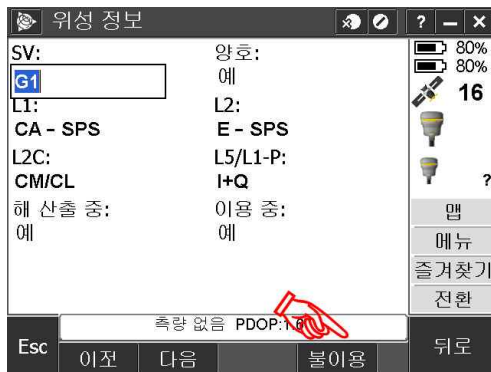 위성 정보
? – ×
SV: 양호:
G1 예
L1: L2:
CA - SPS E - SPS
L2C: L5/L1-P:
CM/CL I+Q
해 산출 중: 이용 중:
예 예
80%
80%
16
?
맵
메뉴
즐겨찾기
전환
측량 없음 PDOP:1.6
Esc 이전 다음 불이용 뒤로